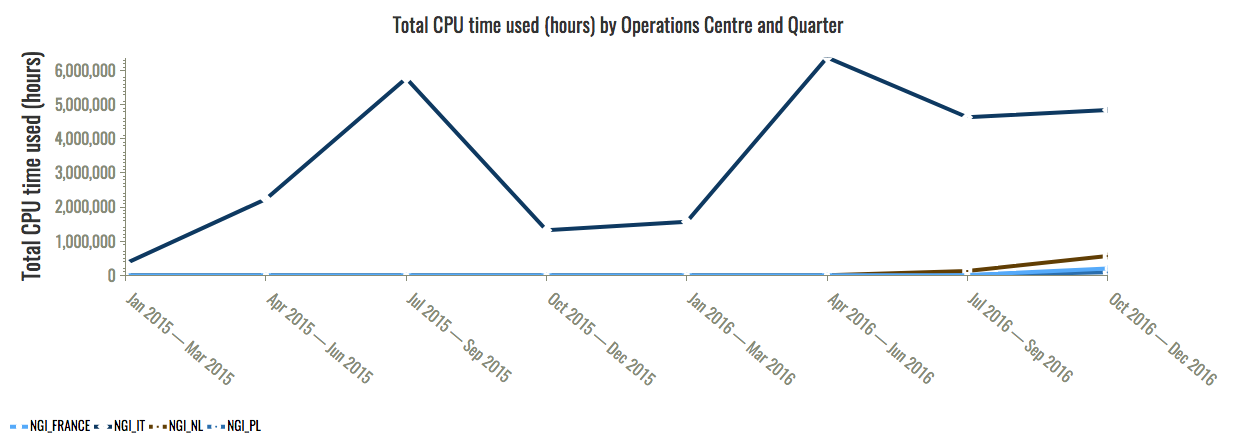 Total CPU time used (hours) by Operations Centre and Quarter
Total CPU time used (hours)
6,000,000
5,000,000
4,000,000
3,000,000
2,000,000
1,000,000
0
Jan 2015 — Mar 2015
Apr 2015 — Jun 2015
Jul 2015 — Sep 2015
Oct 2015 — Dec 2015
Jan 2016 — Mar 2016
Apr 2016 — Jun 2016
Jul 2016 — Sep 2016
Oct 2016 — Dec 2016
NGI_FRANCE NGI_IT NGI_NL NGI_PL